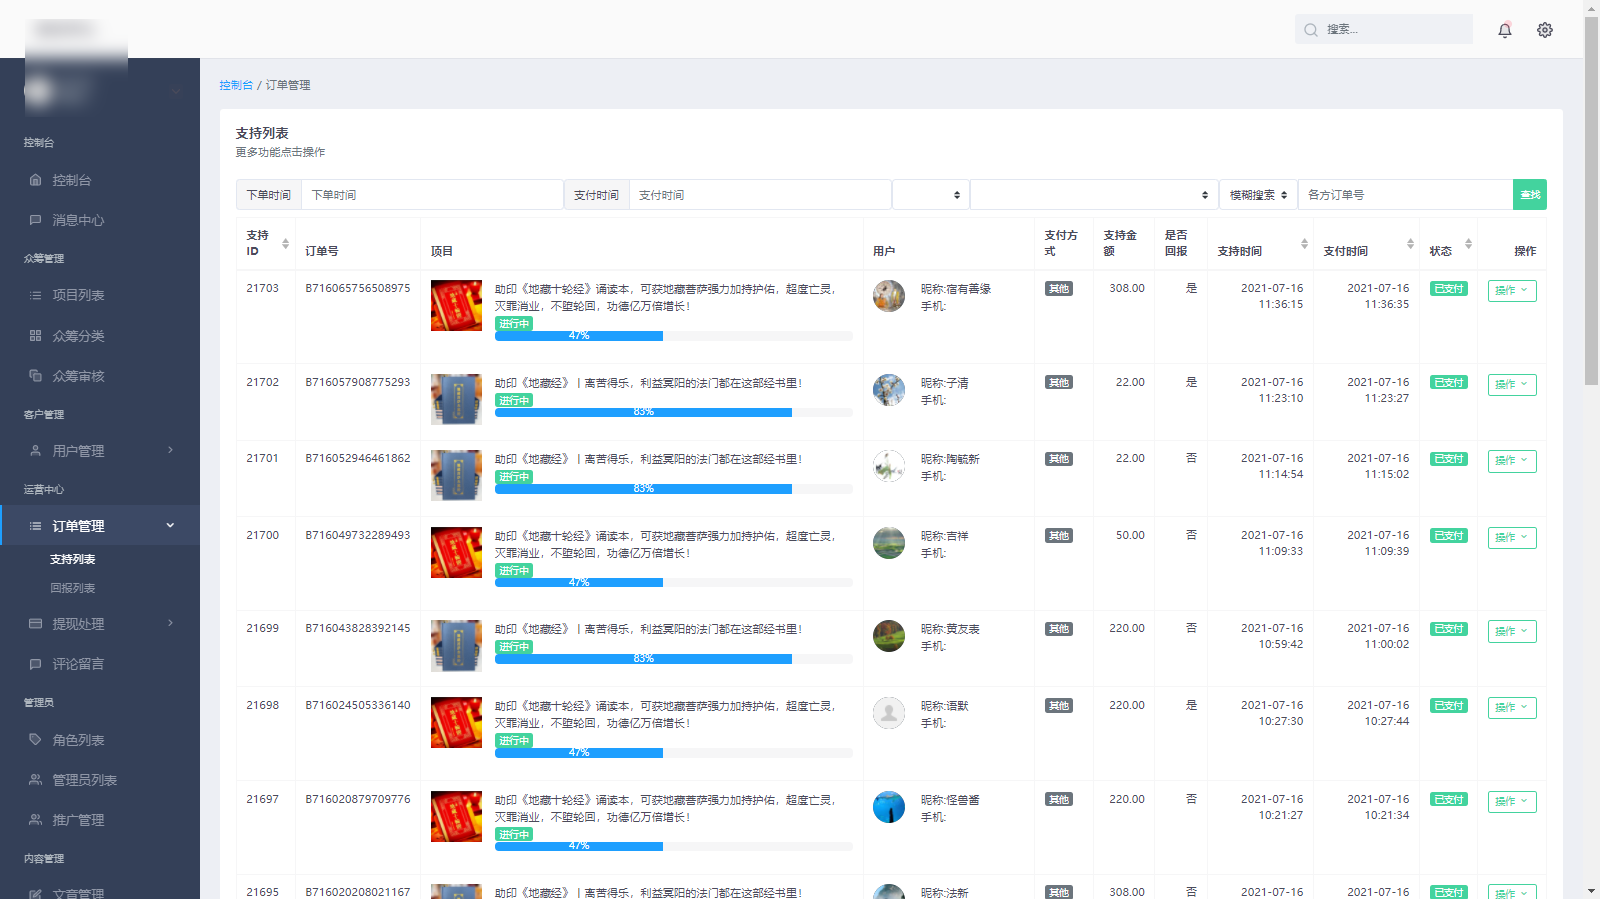 搜索...
控制台 / 订单管理
控制台
控制台
消息中心
众筹管理
项目列表
众筹分类
众筹审核
客户管理
用户管理
运营中心
订单管理
支持列表
回报列表
提现处理
评论留言
管理员
角色列表
管理员列表
推广管理
内容管理
文章管理
支持列表
更多功能点击操作
下单时间 下单时间 支付时间 支付时间 模糊搜索 各方订单号 查找
支持ID 订单号 项目 用户 支付方式 支持金额 是否回报 支持时间 支付时间 状态 操作
21703 B716065756508975 助印《地藏十轮经》诵读本，可获地藏菩萨强力加持护佑，超度亡灵， 昵称:宿有善缘 其他 308.00 是 2021-07-16 2021-07-16 已支付 操作
灭罪消业，不堕轮回，功德亿万倍增长！ 手机: 11:36:15 11:36:35
进行中
47%
21702 B716057908775293 助印《地藏经》丨离苦得乐，利益冥阳的法门都在这部经书里！ 昵称:子清 其他 22.00 是 2021-07-16 2021-07-16 已支付 操作
进行中 手机: 11:23:10 11:23:27
83%
21701 B716052946461862 助印《地藏经》丨离苦得乐，利益冥阳的法门都在这部经书里！ 昵称:陶毓新 其他 22.00 否 2021-07-16 2021-07-16 已支付 操作
进行中 手机: 11:14:54 11:15:02
83%
21700 B716049732289493 助印《地藏十轮经》诵读本，可获地藏菩萨强力加持护佑，超度亡灵， 昵称:吉祥 其他 50.00 否 2021-07-16 2021-07-16 已支付 操作
灭罪消业，不堕轮回，功德亿万倍增长！ 手机: 11:09:33 11:09:39
进行中
47%
21699 B716043828392145 助印《地藏经》丨离苦得乐，利益冥阳的法门都在这部经书里！ 昵称:黄友表 其他 220.00 否 2021-07-16 2021-07-16 已支付 操作
进行中 手机: 10:59:42 11:00:02
83%
21698 B716024505336140 助印《地藏十轮经》诵读本，可获地藏菩萨强力加持护佑，超度亡灵， 昵称:语默 其他 220.00 是 2021-07-16 2021-07-16 已支付 操作
灭罪消业，不堕轮回，功德亿万倍增长！ 手机: 10:27:30 10:27:44
进行中
47%
21697 B716020879709776 助印《地藏十轮经》诵读本，可获地藏菩萨强力加持护佑，超度亡灵， 昵称:怪兽酱 其他 220.00 否 2021-07-16 2021-07-16 已支付 操作
灭罪消业，不堕轮回，功德亿万倍增长！ 手机: 10:21:27 10:21:34
进行中
47%
21695 B716020208021167 助印《地藏经》丨离苦得乐，利益冥阳的法门都在这部经书里！ 昵称:法新 其他 308.00 否 2021-07-16 2021-07-16 已支付 操作